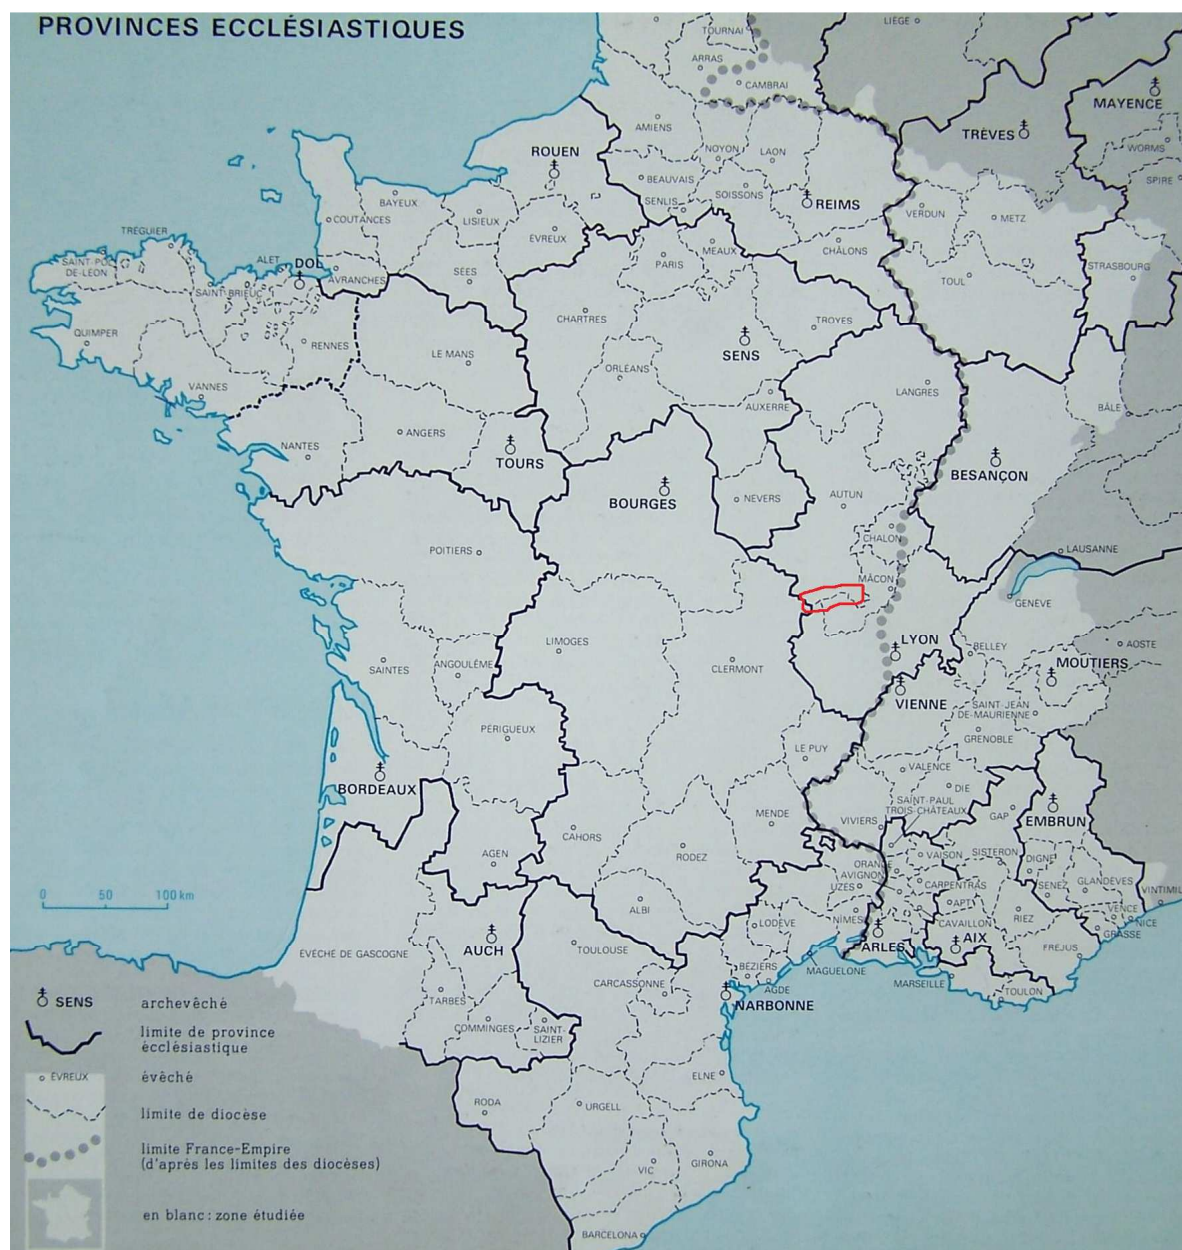 PROVINCES ECCLÉSIASTIQUES
LIÈGE
TOURNAI
ARRAS
CAMBRAI
MAYENCE
TRÈVES
AMIENS
WORMS
ROUEN
NOYON
LAON
BEAUVAIS
SPIRE
SOISSONS
BAYEUX
SENLIS
REIMS
COUTANCES
LISIEUX
VERDUN
METZ
TRÉGUIER
ÉVREUX
MEAUX
CHÂLONS
ALET
DOL
SAINT-POL
DE-LÉON
PARIS
STRASBOURG
AVRANCHES
SÉES
TOUL
SAINT-BRIEUC
CHARTRES
TROYES
QUIMPER
RENNES
LE MANS
SENS
ORLÉANS
VANNES
LANGRES
AUXERRE
BÂLE
ANGERS
NANTES
TOURS
BESANÇON
BOURGES
NEVERS
AUTUN
CHALON
POITIERS
LAUSANNE
MÂCON
GENÈVE
LIMOGES
LYON
BELLEY
AOSTE
SAINTES
ANGOULÊME
CLERMONT
MOUTIERS
VIENNE
SAINT-JEAN
DE-MAURIENNE
PÉRIGUEUX
GRENOBLE
LE PUY
VALENCE
BORDEAUX
DIE
SAINT-PAUL
TROIS-CHÂTEAUX
MENDE
VIVIERS
GAP
EMBRUN
CAHORS
AGEN
RODEZ
ORANGE
VAISON
SISTERON
DIGNE
AVIGNON
UZÈS
CARPENTRAS
SENEZ
GLANDÈVES
VINTIMIL
ALBI
APT
VENCE
NICE
LODÈVE
NÎMES
CAVAILLON
RIEZ
GRASSE
ÉVÊCHÉ DE GASCOGNE
AUCH
TOULOUSE
ARLES
AIX
FRÉJUS
BÉZIERS
MAGUELONE
CARCASSONNE
AGDE
MARSEILLE
TOULON
TARBES
NARBONNE
COMMINGES
SAINT-
LIZIER
ELNE
RODA
URGELL
VIC
GIRONA
BARCELONA
0 50 100 km
SENS archevêché
limite de province
écclésiastique
ÉVREUX évêché
limite de diocèse
limite France-Empire
(d'après les limites des diocèses)
en blanc : zone étudiée